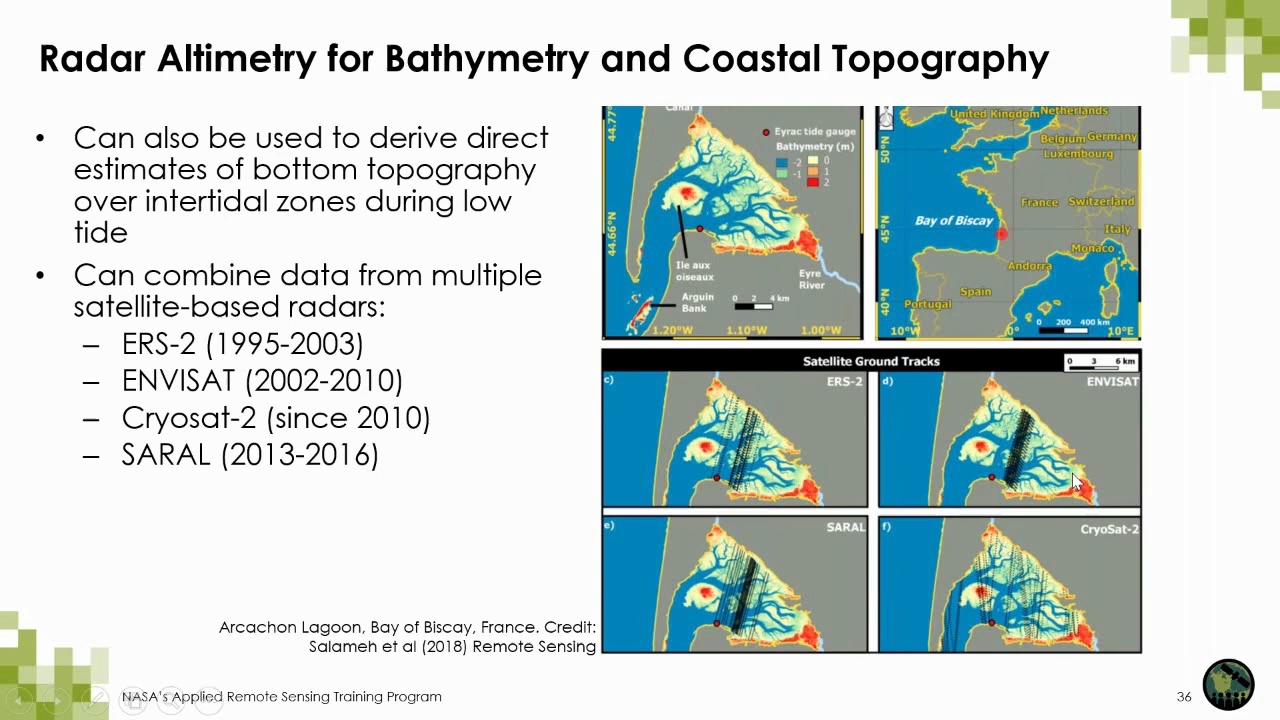 Radar Altimetry for Bathymetry and Coastal Topography
• Can also be used to derive direct
estimates of bottom topography
over intertidal zones during low
tide
• Can combine data from multiple
satellite-based radars:
– ERS-2 (1995-2003)
– ENVISAT (2002-2010)
– Cryosat-2 (since 2010)
– SARAL (2013-2016)
Canal
44.77°
44.66°N
Eyrac tide gauge
Bathymetry (m)
-2 0
-1 1
2
Ile aux
oiseaux
Eyre
River
Arguin
Bank
0 2 4 km
1.20°W 1.10°W 1.00°W
United Kingdom Netherlands
Belgium Germany
Luxembourg
50°N
France Switzerland
Bay of Biscay
45°N
Italy
Monaco
Andorra
Spain
Portugal
40°N
0 200 400 km
10°W 0° 10°E
Satellite Ground Tracks
0 3 6 km
c) ERS-2
d) ENVISAT
e) SARAL
f) CryoSat-2
Arcachon Lagoon, Bay of Biscay, France. Credit:
Salameh et al (2018) Remote Sensing
NASA's Applied Remote Sensing Training Program
36